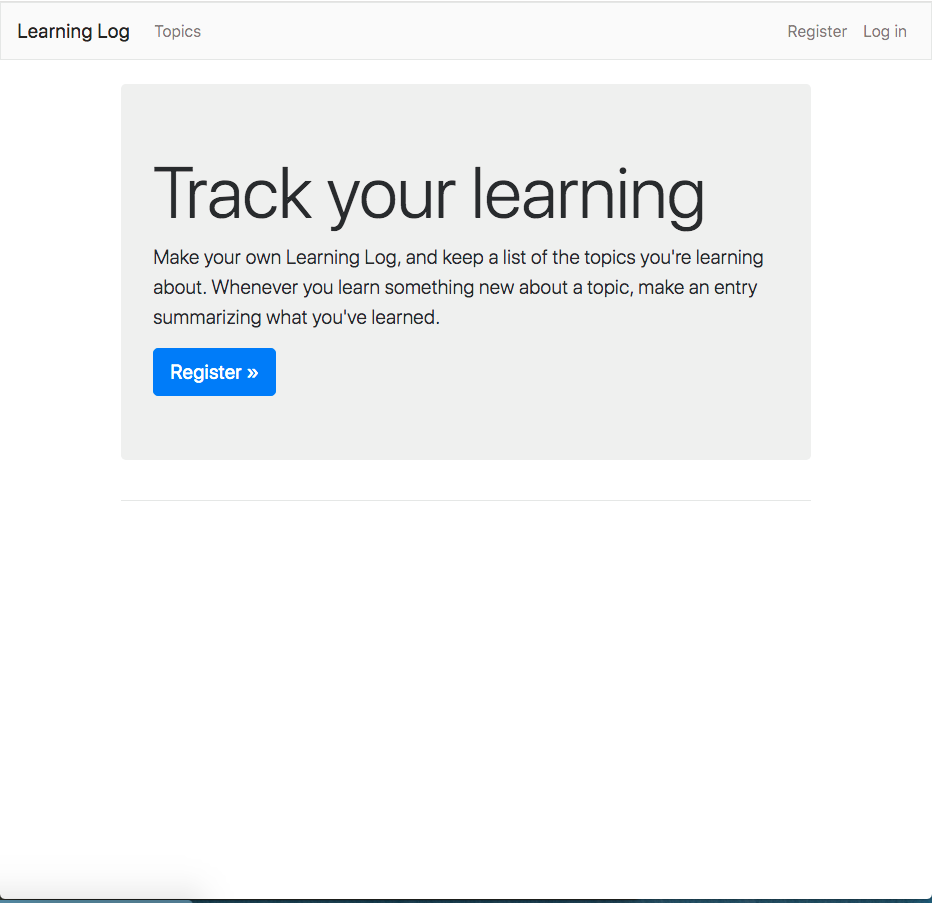 Learning Log Topics Register Log in
Track your learning
Make your own Learning Log, and keep a list of the topics you're learning
about. Whenever you learn something new about a topic, make an entry
summarizing what you've learned.
Register »